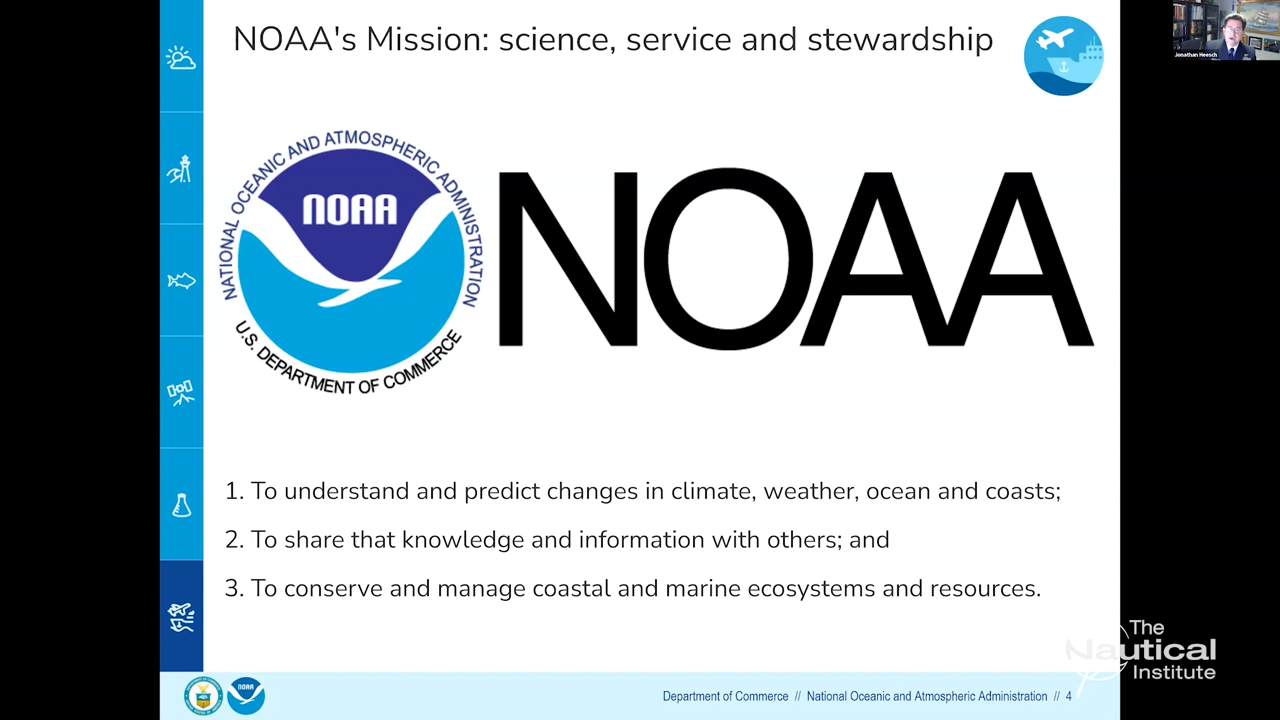 NOAA's Mission: science, service and stewardship
Jonathan Heesch
NATIONAL OCEANIC AND ATMOSPHERIC ADMINISTRATION
NOAA
U.S. DEPARTMENT OF COMMERCE
NOAA
1. To understand and predict changes in climate, weather, ocean and coasts;
2. To share that knowledge and information with others; and
3. To conserve and manage coastal and marine ecosystems and resources.
The
Nautical
Institute
NOAA
Department of Commerce // National Oceanic and Atmospheric Administration // 4